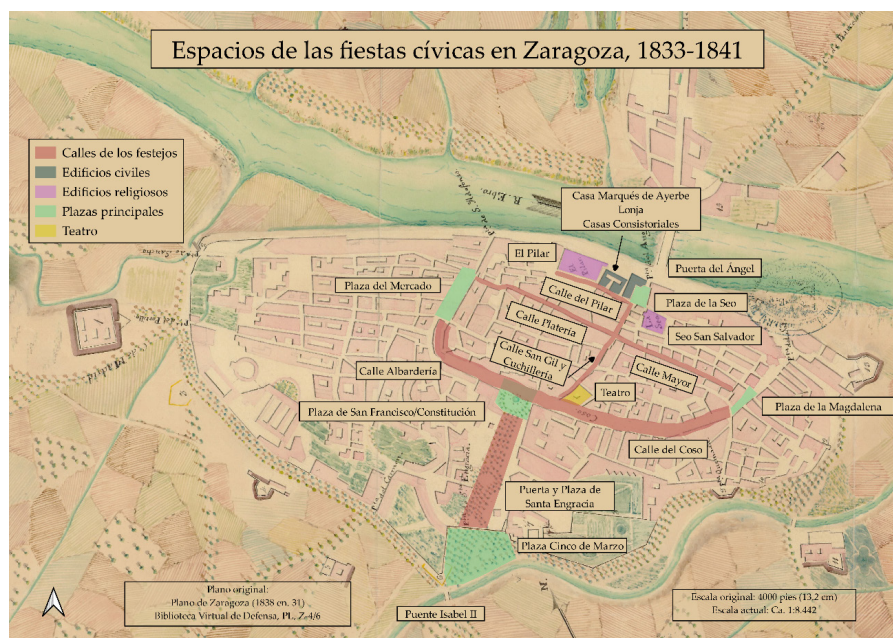 Espacios de las fiestas cívicas en Zaragoza, 1833-1841
Calles de los festejos
Edificios civiles
Edificios religiosos
Plazas principales
Teatro
R. Ebro
Casa Marqués de Ayerbe
Lonja
Casas Consistoriales
El Pilar
Puerta del Ángel
Plaza del Mercado
Calle del Pilar
Plaza de la Seo
Calle Platería
Seo San Salvador
Calle San Gil y
Cuchillería
Calle Albardería
Calle Mayor
Teatro
Plaza de San Francisco/Constitución
Plaza de la Magdalena
Calle del Coso
Puerta y Plaza de
Santa Engracia
Plaza Cinco de Marzo
Plano original:
Plano de Zaragoza (1838 en. 31)
Biblioteca Virtual de Defensa, PL, Z-4/6
Puente Isabel II
Escala original: 4000 pies (13,2 cm)
Escala actual: Ca. 1:8.442